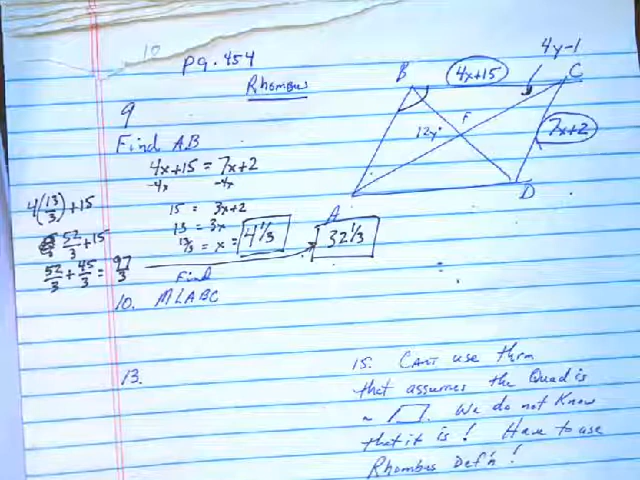 10
pg. 454
Rhombus
4y-1
B
4x+15
C
9
Find AB
F
12y°
7x+2
4x+15 = 7x+2
-4x -4x
D
4(13/3)+15
15 = 3x+2
A
13 = 3x
52/3 +15
13/3 = x = 4 1/3
32 1/3
52/3 + 45/3 = 97/3
Find
10. M∠ABC
13.
15. CANT use thrm
that assumes the Quad is
a ▱. We do not Know
that it is! Have to use
Rhombus Def'n!